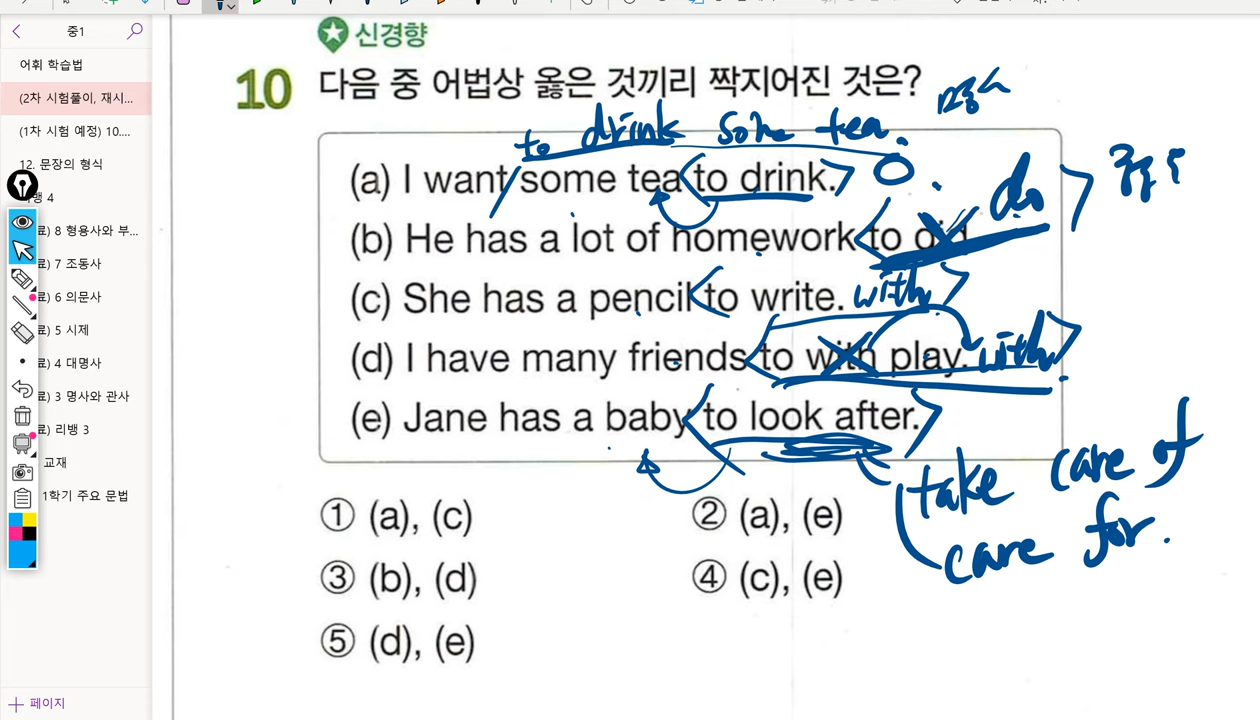 중1
어휘 학습법
(2차 시험풀이, 재시...
(1차 시험 예정) 10....
12. 문장의 형식
뱅 4
료) 8 형용사와 부...
료) 7 조동사
료) 6 의문사
료) 5 시제
료) 4 대명사
료) 3 명사와 관사
료) 리뱅 3
교재
1학기 주요 문법
페이지
신경향
10 다음 중 어법상 옳은 것끼리 짝지어진 것은?
to drink some tea.
(a) I want some tea to drink.
(b) He has a lot of homework to did. do
(c) She has a pencil to write. with
(d) I have many friends to with play. with
(e) Jane has a baby to look after.
take care of
care for.
① (a), (c)
② (a), (e)
③ (b), (d)
④ (c), (e)
⑤ (d), (e)